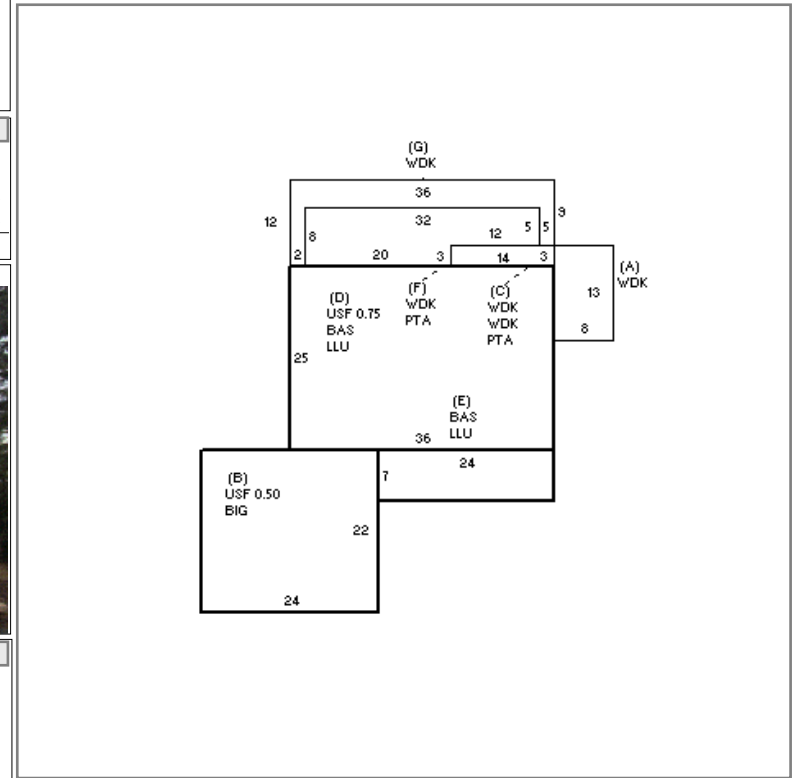 (G)
WDK
36
12
9
32
8
12
5
5
2
20
3
14
3
(A)
WDK
13
8
(D)
USF 0.75
BAS
LLU
(F)
WDK
PTA
(C)
WDK
WDK
PTA
25
(E)
BAS
LLU
36
24
7
(B)
USF 0.50
BIG
22
24